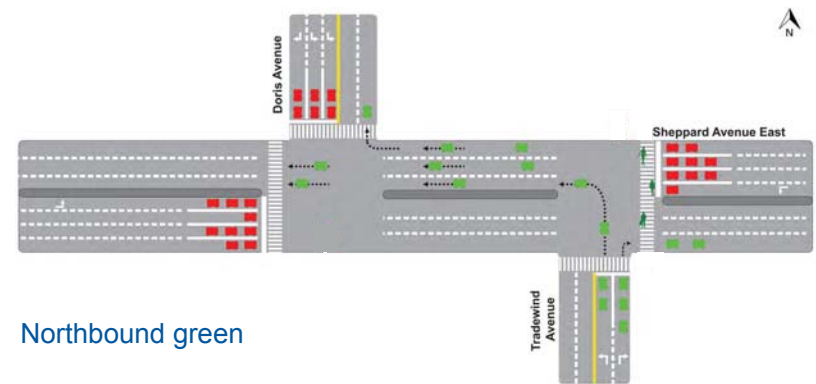 N
Doris Avenue
Sheppard Avenue East
Tradewind
Avenue
Northbound green